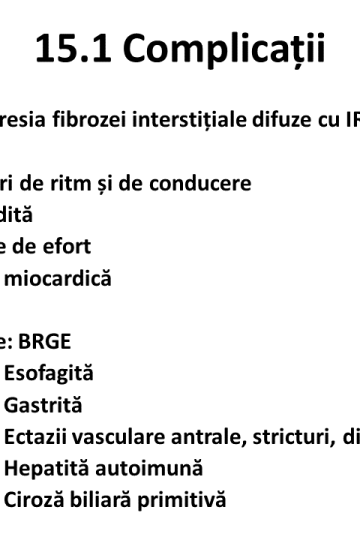 15.1 Complicații
resia fibrozei interstițiale difuze cu IR
ri de ritm și de conducere
dită
e de efort
miocardică
e: BRGE
Esofagită
Gastrită
Ectazii vasculare antrale, stricturi, di
Hepatită autoimună
Ciroză biliară primitivă